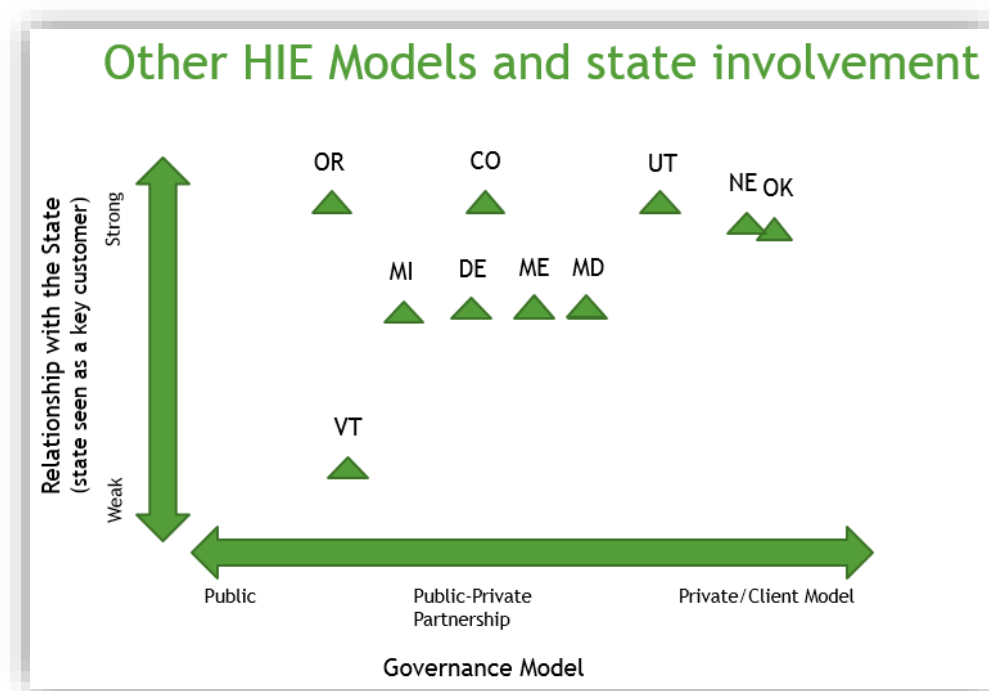 Other HIE Models and state involvement
OR
CO
UT
NE
OK
MI
DE
ME
MD
VT
Relationship with the State
(state seen as a key customer)
Strong
Weak
Public
Public-Private
Partnership
Private/Client Model
Governance Model